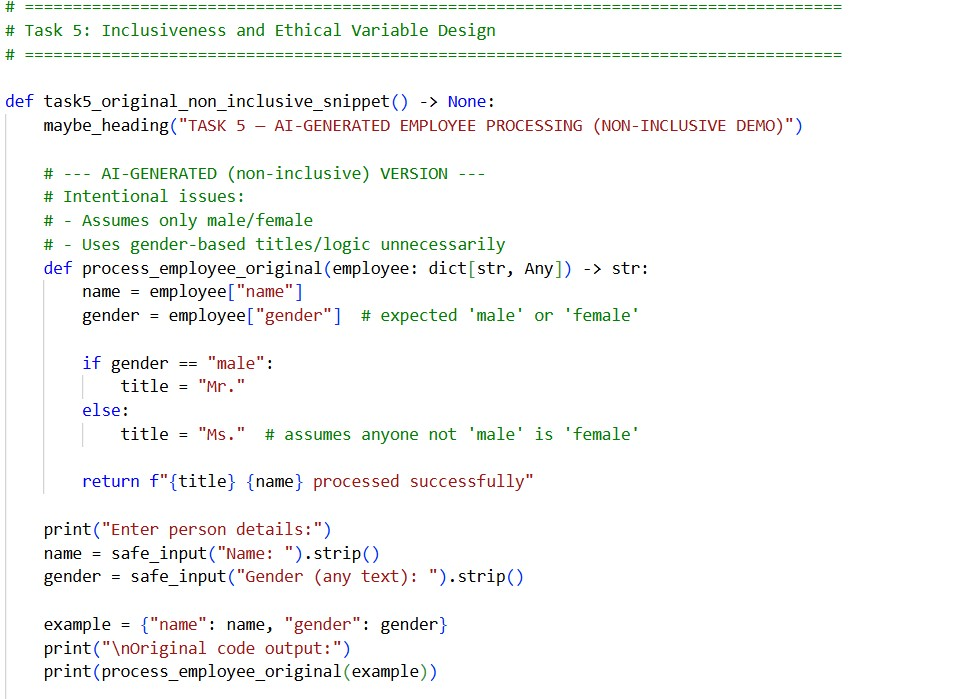 # =====================================================================================
# Task 5: Inclusiveness and Ethical Variable Design
# =====================================================================================
def task5_original_non_inclusive_snippet() -> None:
    maybe_heading("TASK 5 — AI-GENERATED EMPLOYEE PROCESSING (NON-INCLUSIVE DEMO)")
    # --- AI-GENERATED (non-inclusive) VERSION ---
    # Intentional issues:
    # - Assumes only male/female
    # - Uses gender-based titles/logic unnecessarily
    def process_employee_original(employee: dict[str, Any]) -> str:
        name = employee["name"]
        gender = employee["gender"]  # expected 'male' or 'female'
        if gender == "male":
            title = "Mr."
        else:
            title = "Ms."  # assumes anyone not 'male' is 'female'
        return f"{title} {name} processed successfully"
    print("Enter person details:")
    name = safe_input("Name: ").strip()
    gender = safe_input("Gender (any text): ").strip()
    example = {"name": name, "gender": gender}
    print("\nOriginal code output:")
    print(process_employee_original(example))